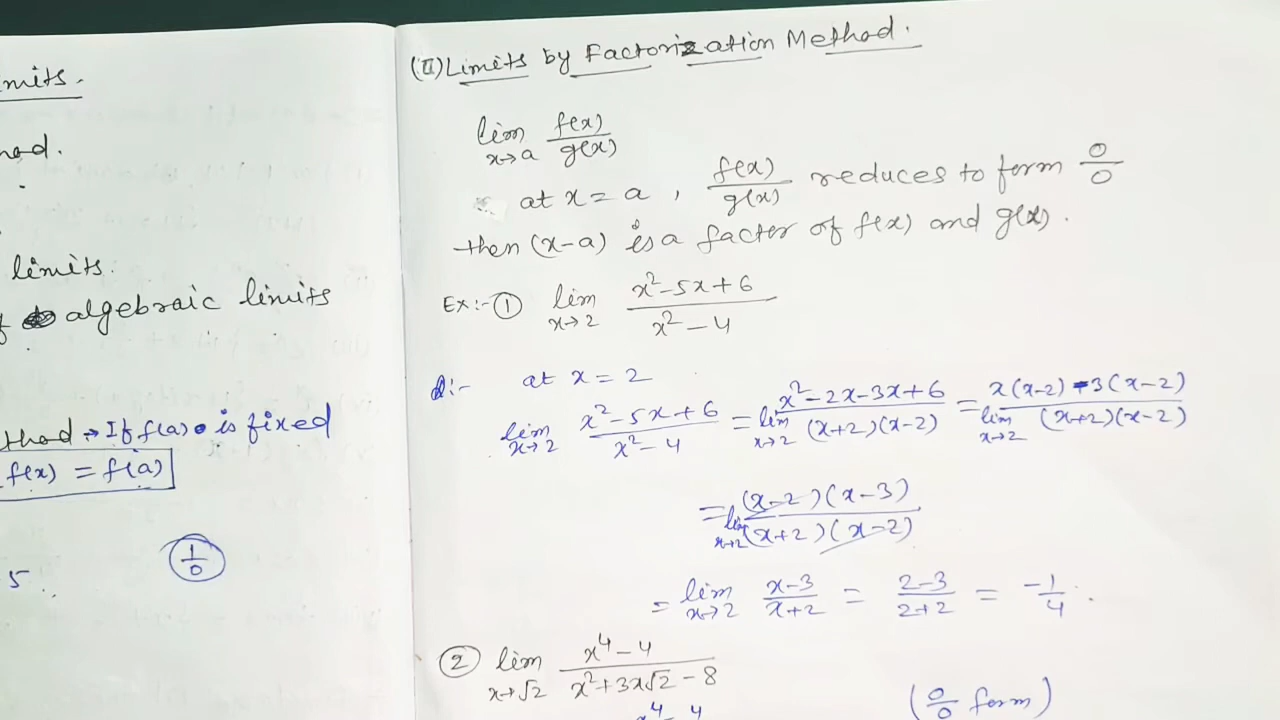 limits.
algebraic limits
If f(a) is fixed
f(x) = f(a)
1/0
5
(II) Limits by Factorization Method.
lim x→a f(x)/g(x)
at x = a, f(x)/g(x) reduces to form 0/0
then (x-a) is a factor of f(x) and g(x).
Ex:- ① lim x→2 x²-5x+6 / x²-4
at x = 2
lim x→2 x²-5x+6 / x²-4 = lim x→2 x²-2x-3x+6 / (x+2)(x-2) = lim x→2 x(x-2)-3(x-2) / (x+2)(x-2)
= lim x→2 (x-2)(x-3) / (x+2)(x-2)
= lim x→2 x-3 / x+2 = 2-3 / 2+2 = -1/4.
② lim x→√2 x⁴-4 / x²+3x√2-8
(0/0 form)
x⁴-4